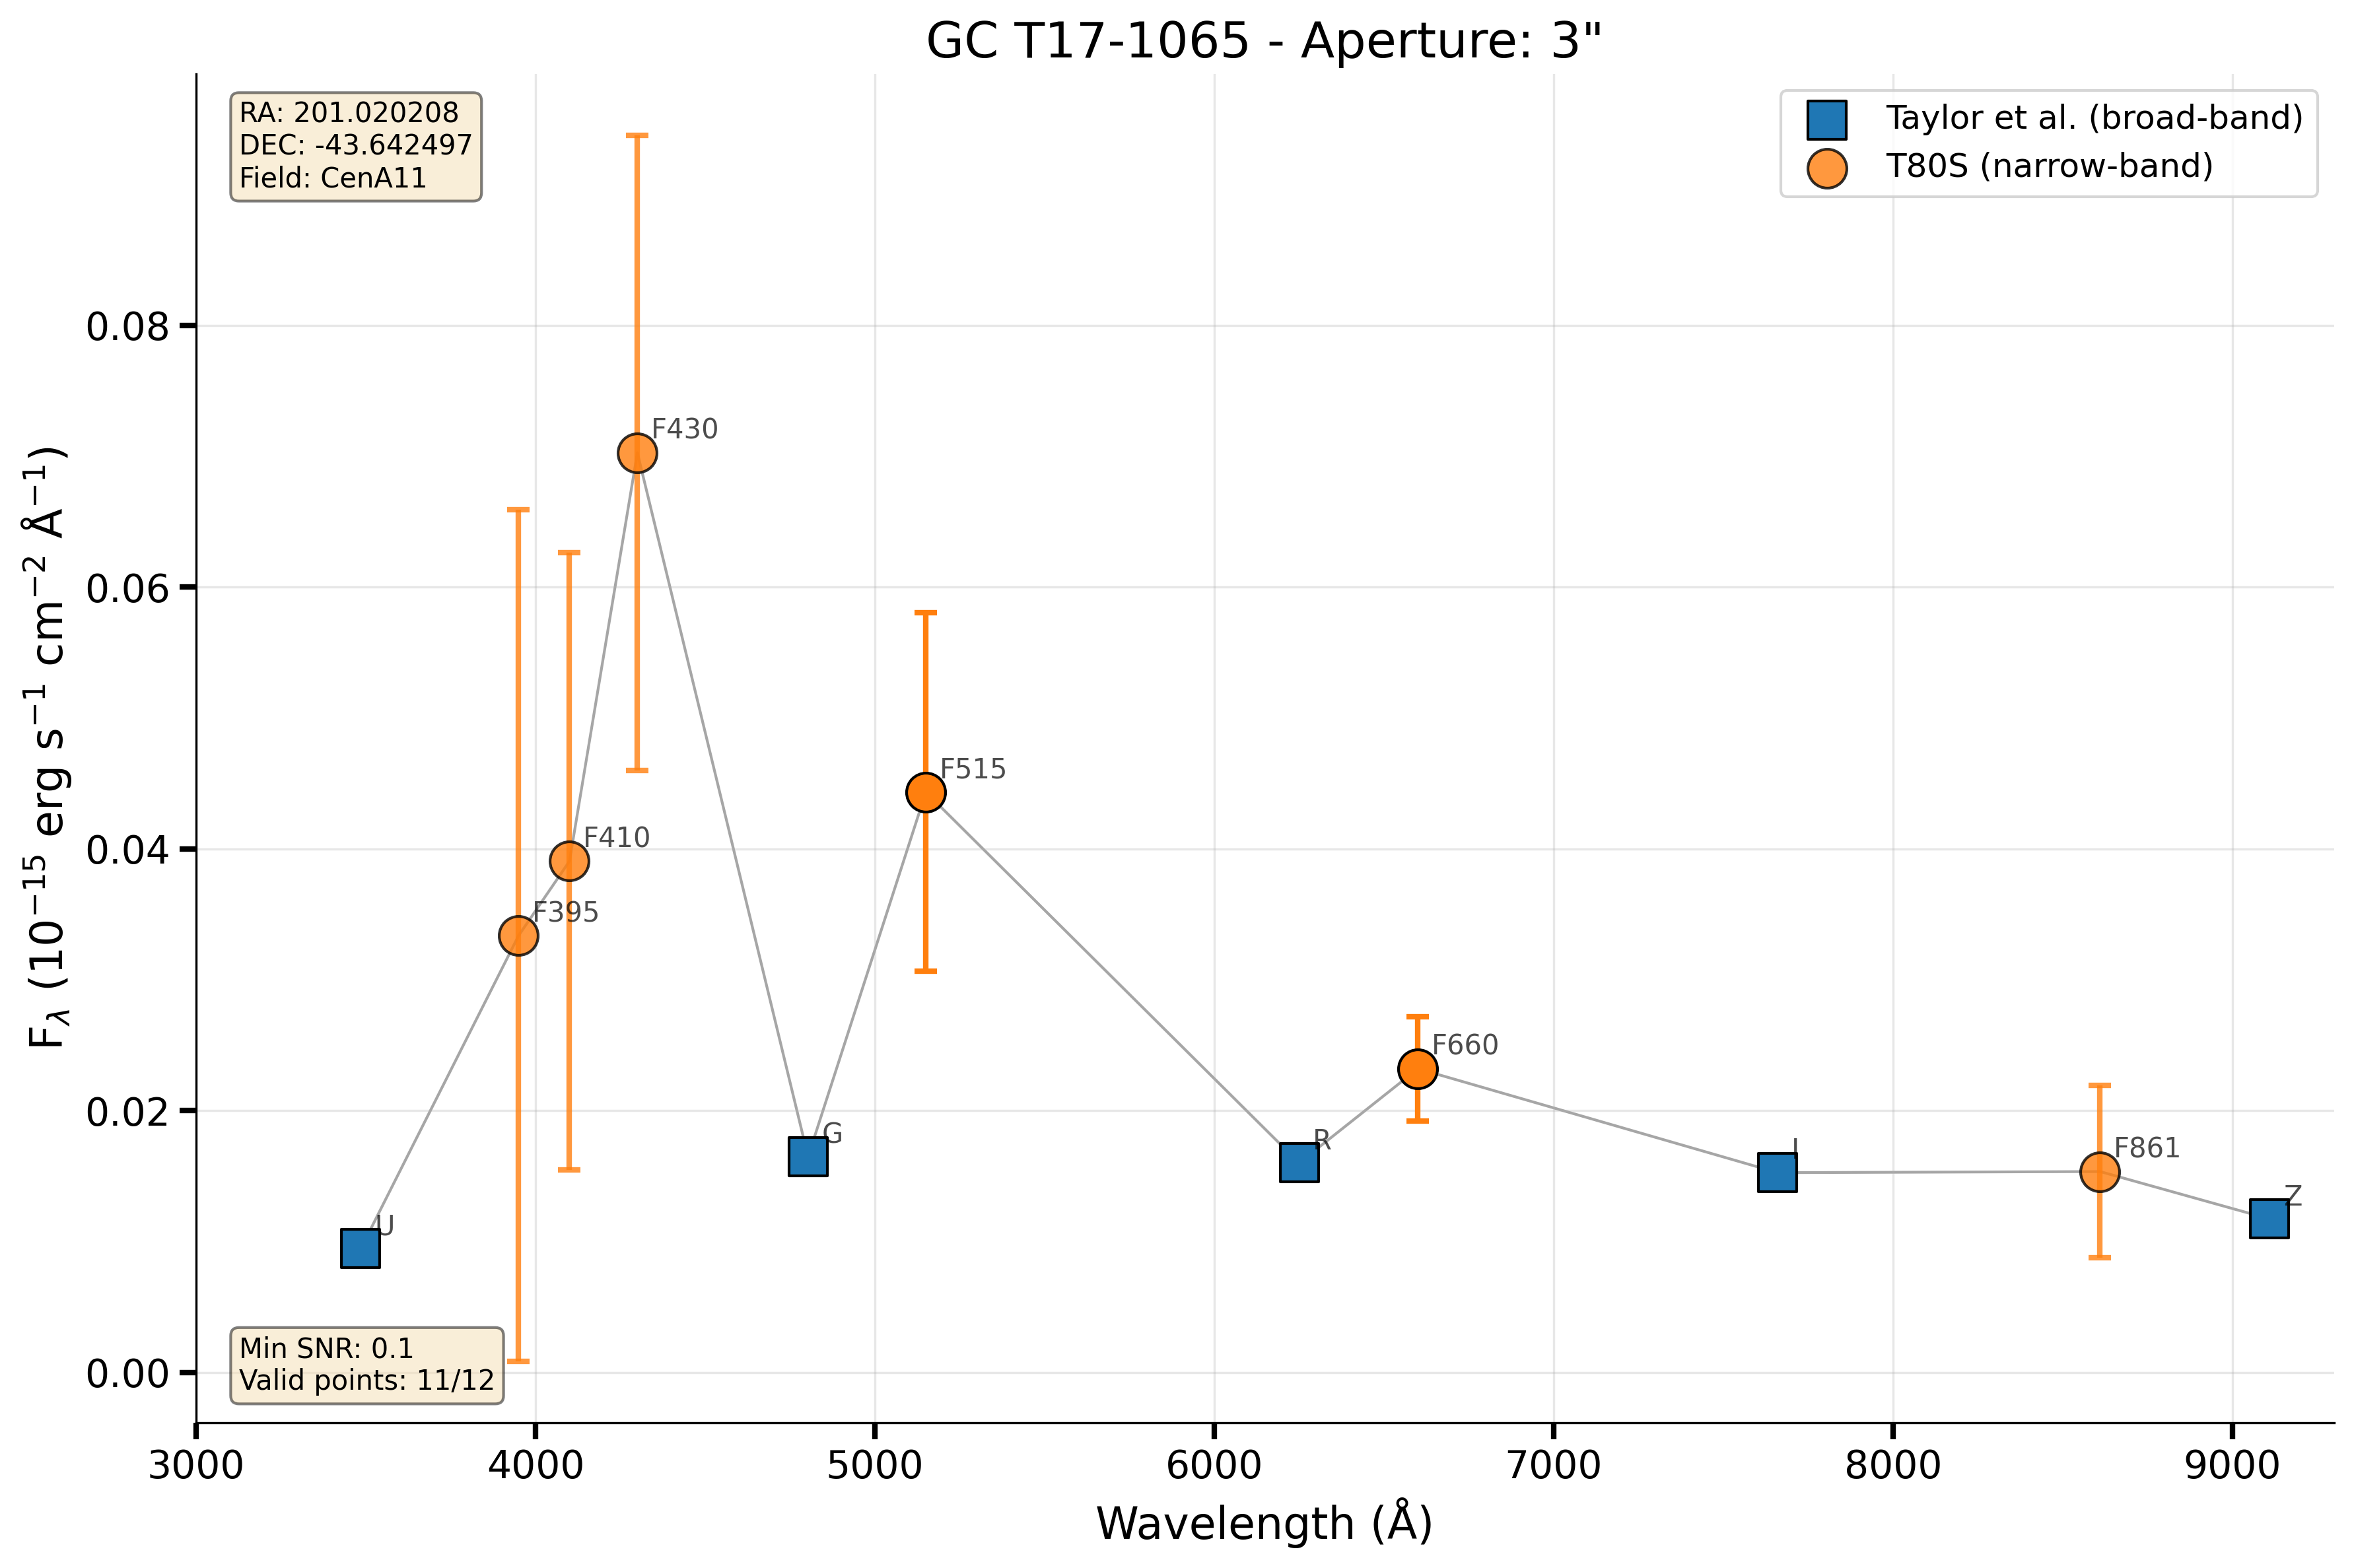 GC T17-1065 - Aperture: 3"
RA: 201.020208
DEC: -43.642497
Field: CenA11
Taylor et al. (broad-band)
T80S (narrow-band)
F430
F515
F410
F395
F660
G
R
I
F861
Z
U
Min SNR: 0.1
Valid points: 11/12
0.08
0.06
0.04
0.02
0.00
F_λ (10⁻¹⁵ erg s⁻¹ cm⁻² Å⁻¹)
3000 4000 5000 6000 7000 8000 9000
Wavelength (Å)